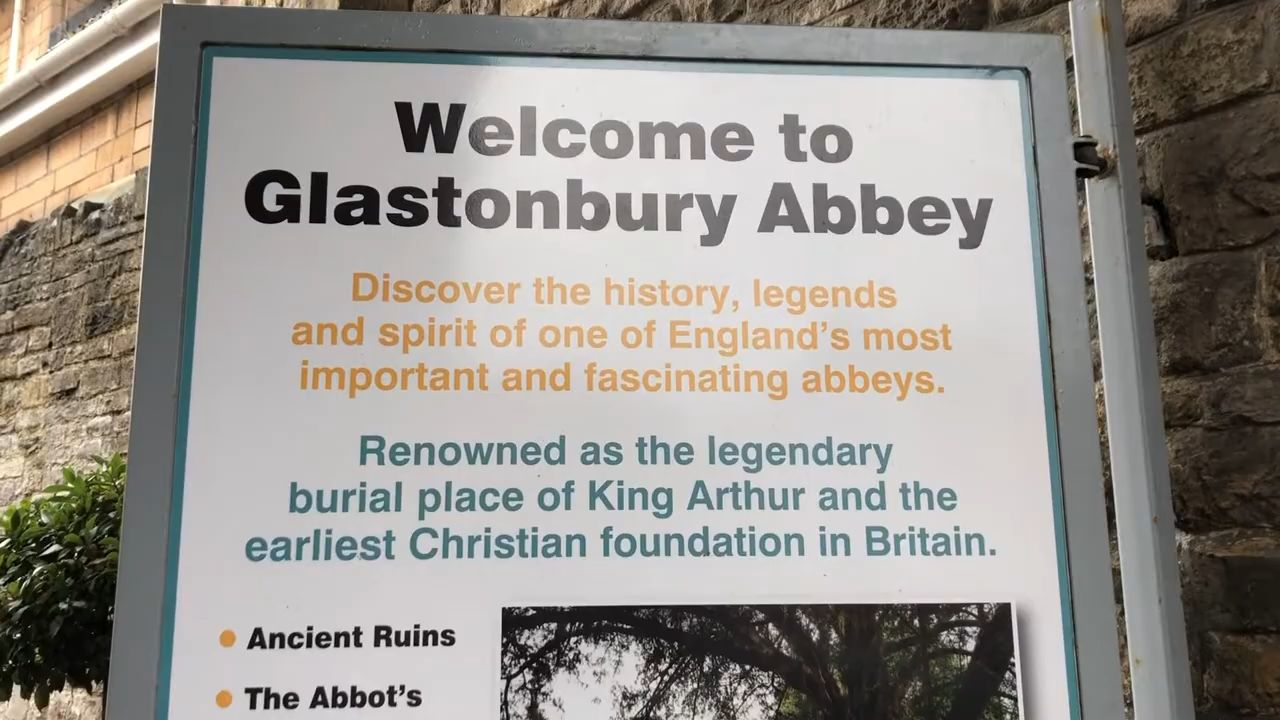 Welcome to
Glastonbury Abbey
Discover the history, legends
and spirit of one of England's most
important and fascinating abbeys.
Renowned as the legendary
burial place of King Arthur and the
earliest Christian foundation in Britain.
Ancient Ruins
The Abbot's